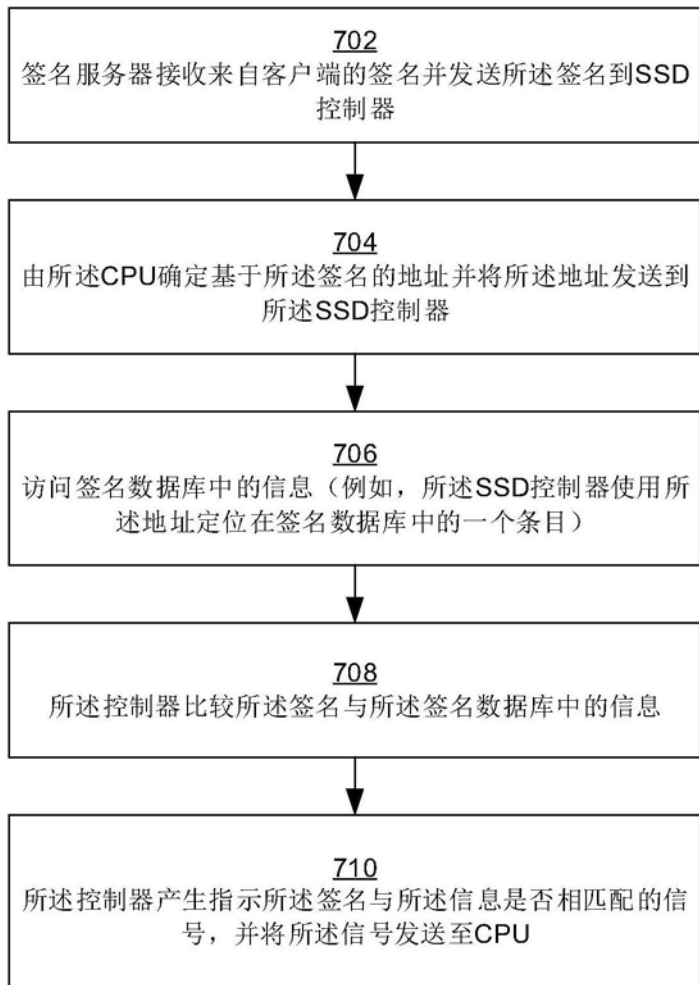 702
签名服务器接收来自客户端的签名并发送所述签名到SSD
控制器
704
由所述CPU确定基于所述签名的地址并将所述地址发送到
所述SSD控制器
706
访问签名数据库中的信息（例如，所述SSD控制器使用所
述地址定位在签名数据库中的一个条目）
708
所述控制器比较所述签名与所述签名数据库中的信息
710
所述控制器产生指示所述签名与所述信息是否相匹配的信
号，并将所述信号发送至CPU